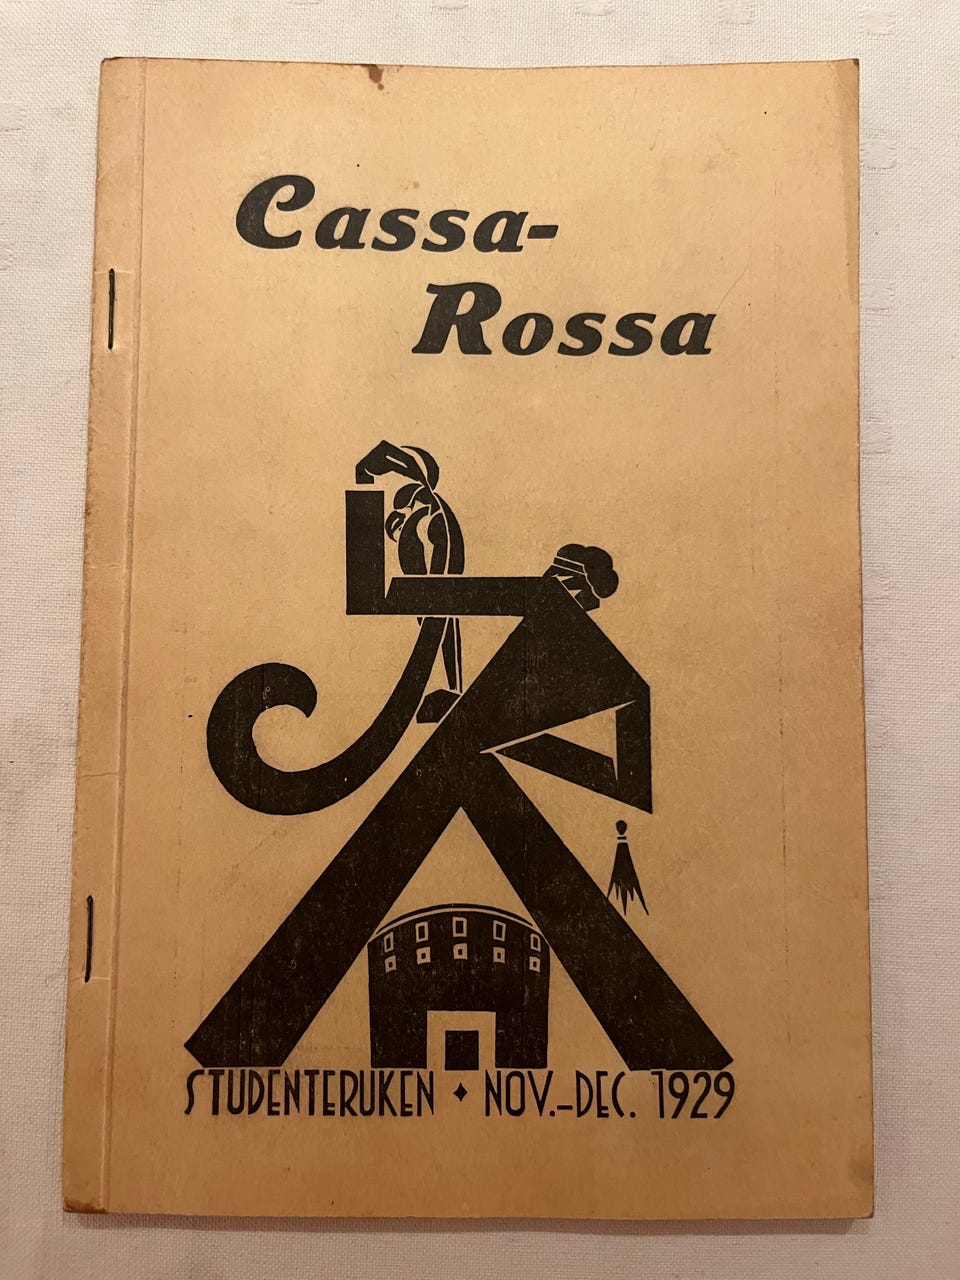 Cassa-
Rossa
STUDENTERUKEN ♦ NOV.–DEC. 1929